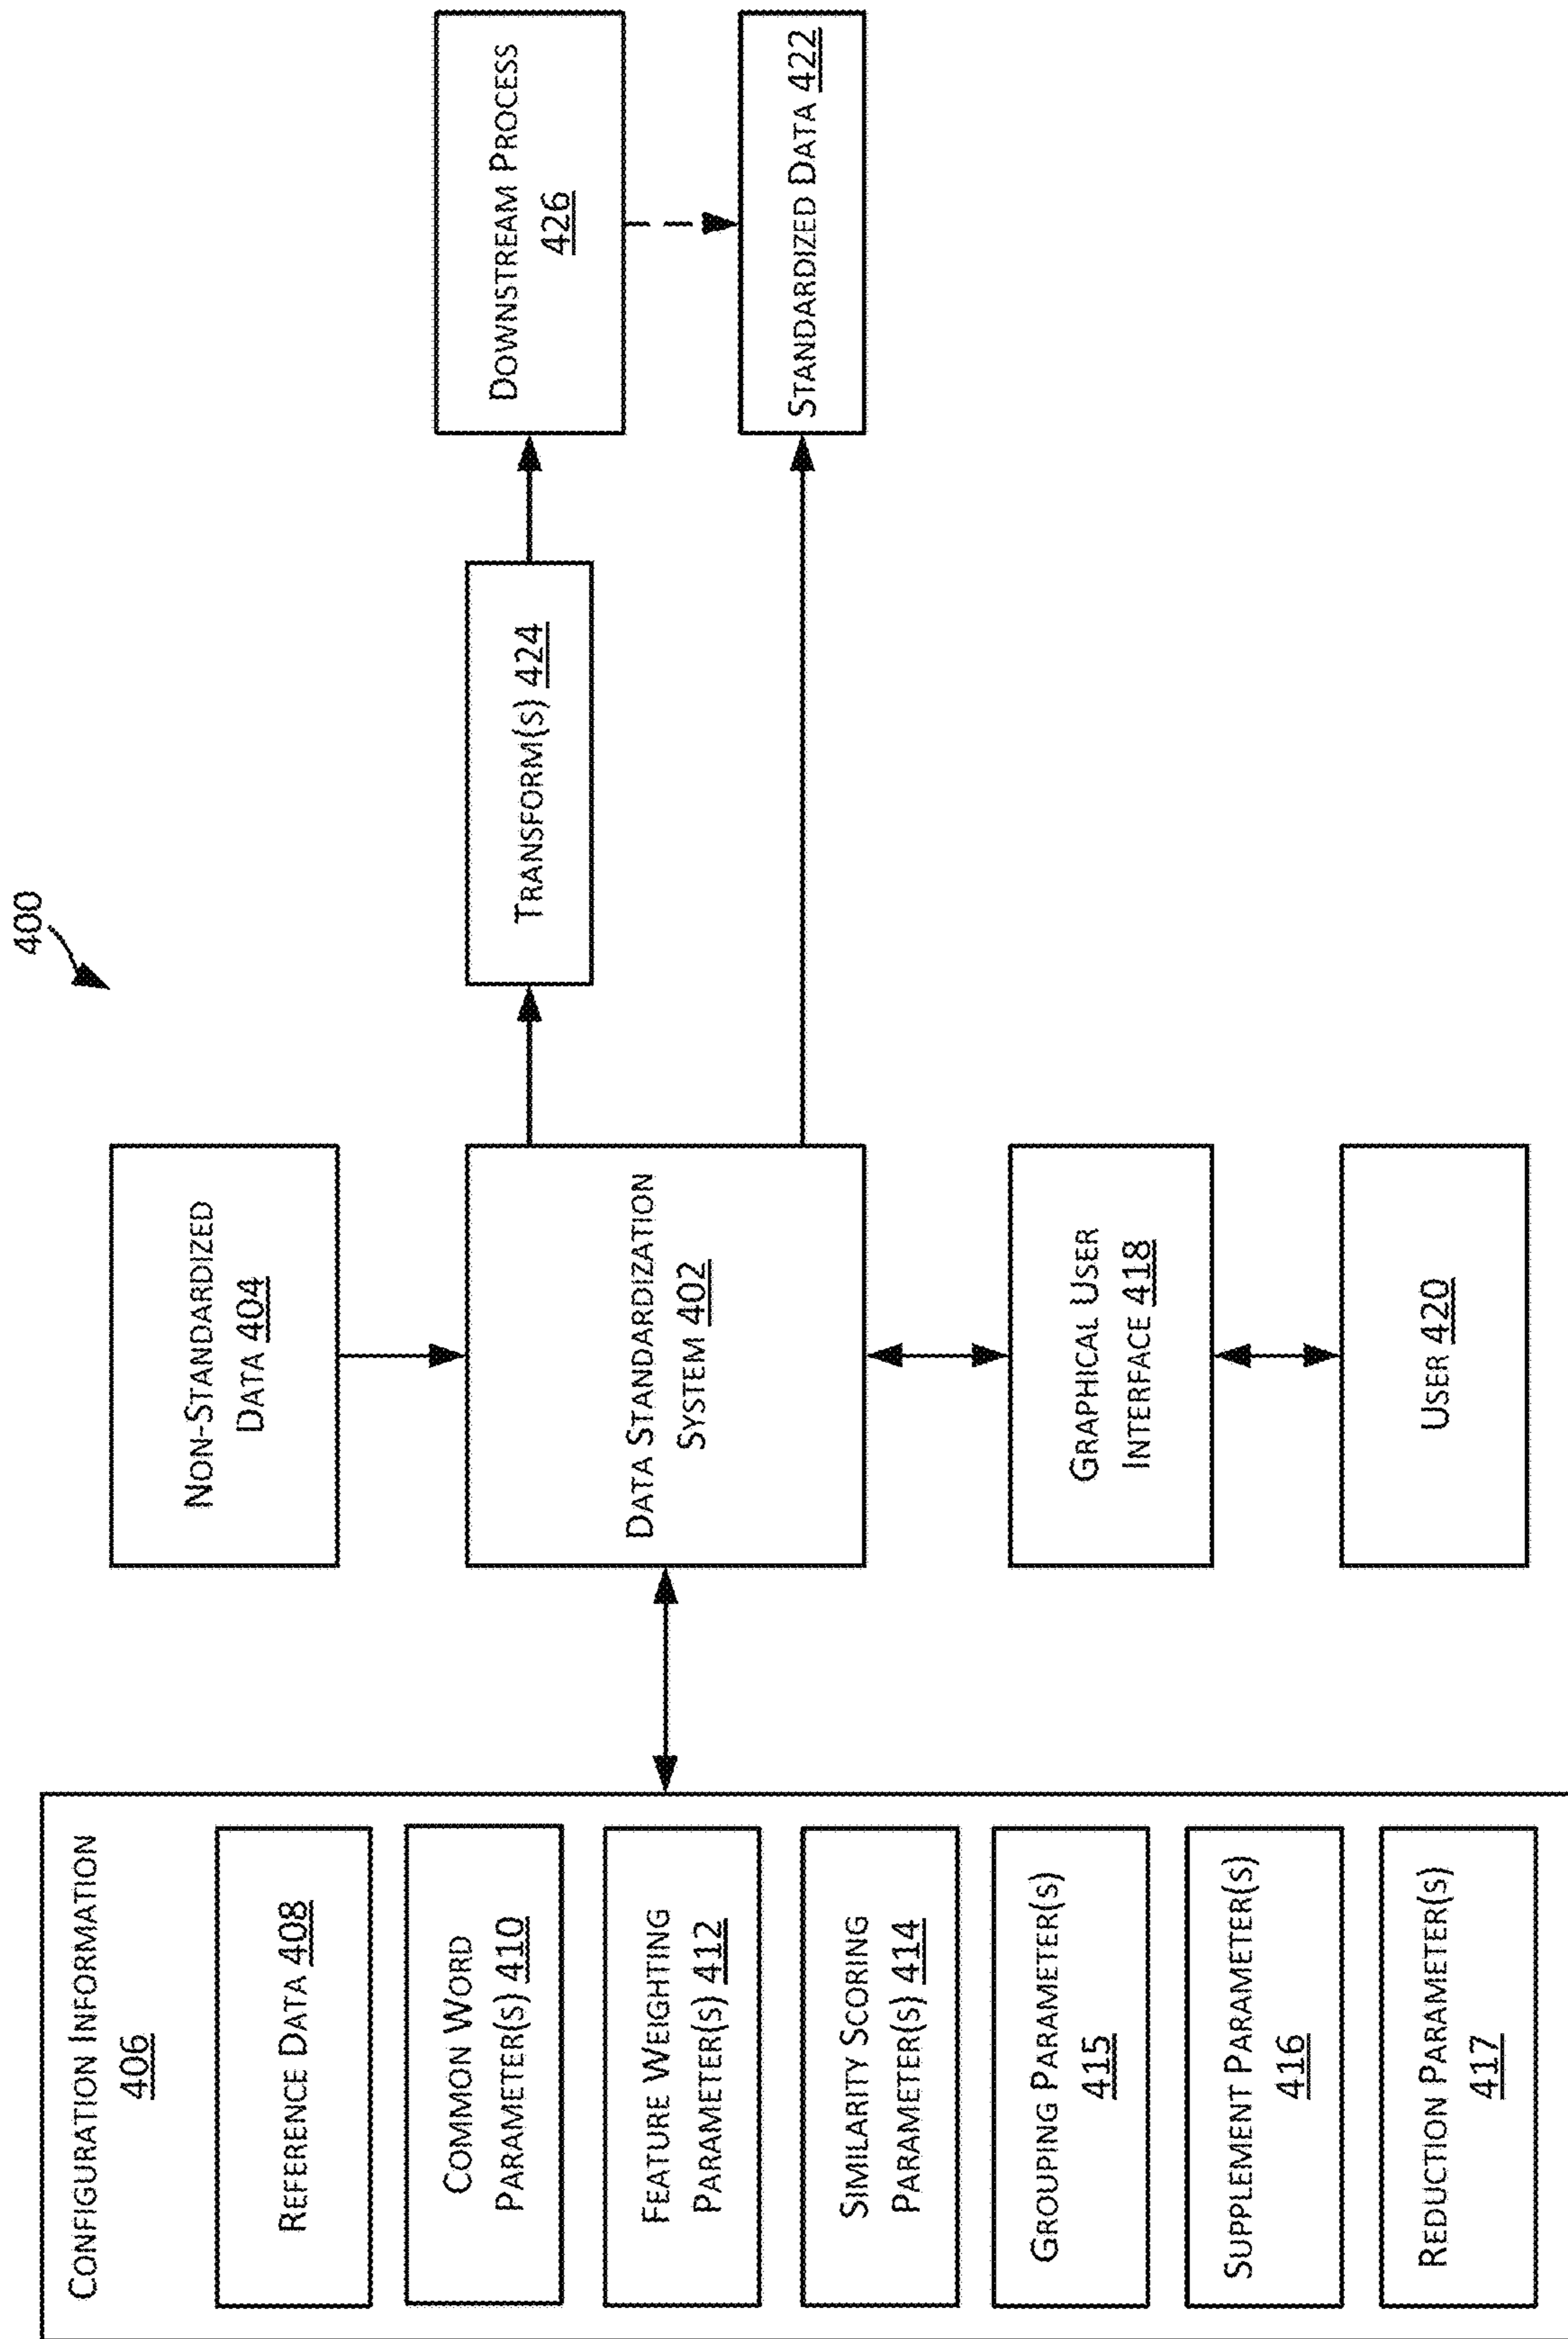 400
CONFIGURATION INFORMATION
406
REFERENCE DATA 408
COMMON WORD
PARAMETER(S) 410
FEATURE WEIGHTING
PARAMETER(S) 412
SIMILARITY SCORING
PARAMETER(S) 414
GROUPING PARAMETER(S)
415
SUPPLEMENT PARAMETER(S)
416
REDUCTION PARAMETER(S)
417
NON-STANDARDIZED
DATA 404
DATA STANDARDIZATION
SYSTEM 402
GRAPHICAL USER
INTERFACE 418
USER 420
TRANSFORM(S) 424
DOWNSTREAM PROCESS
426
STANDARDIZED DATA 422